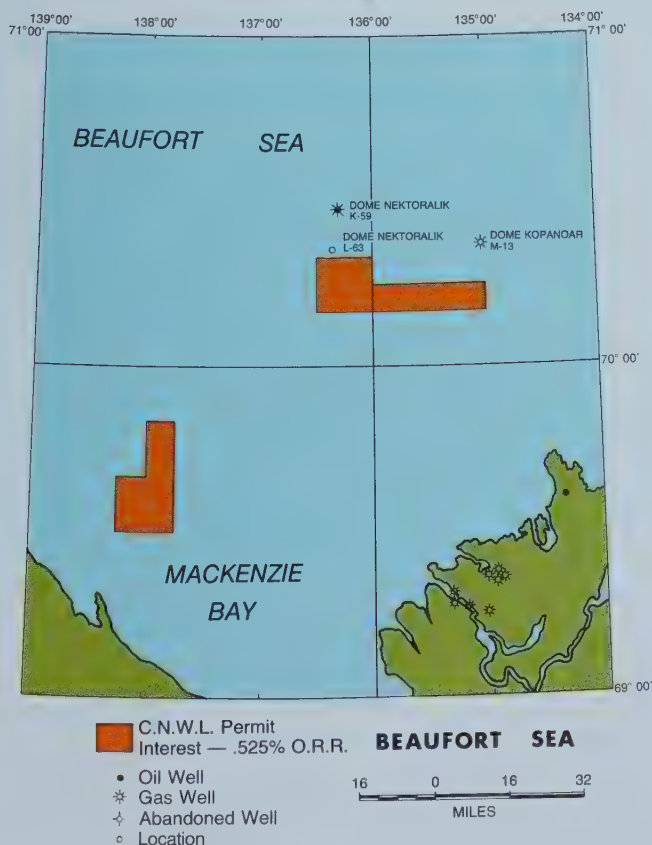 139°00' 138°00' 137°00' 136°00' 135°00' 134°00'
71°00' 71° 00'
BEAUFORT SEA
DOME NEKTORALIK
K-59
DOME NEKTORALIK
L-63
DOME KOPANOAR
M-13
70° 00'
MACKENZIE
BAY
69° 00'
C.N.W.L. Permit
Interest — .525% O.R.R.
BEAUFORT SEA
Oil Well
Gas Well
Abandoned Well
Location
16 0 16 32
MILES